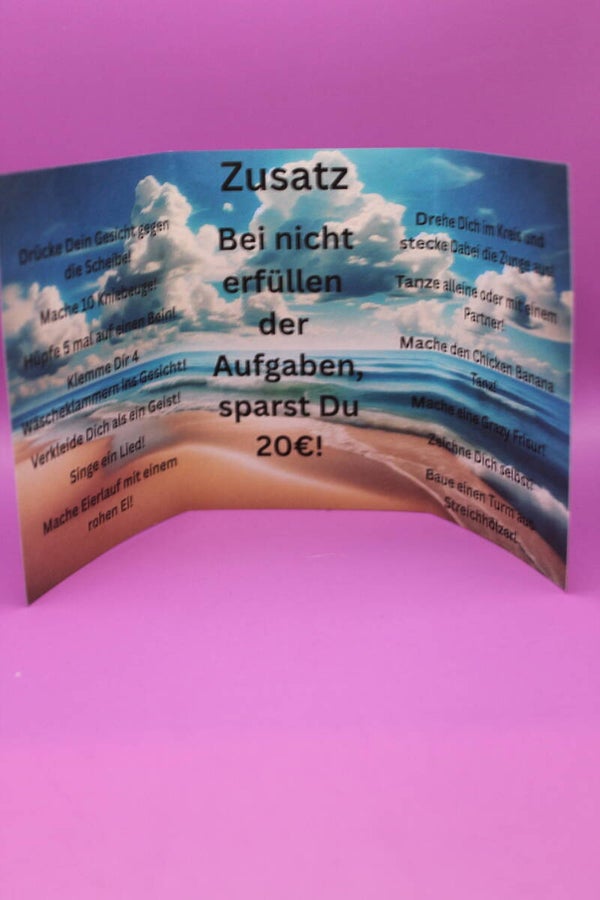 Drücke Dein Gesicht gegen
die Scheibe!
Mache 10 Kniebeuge!
Hüpfe 5 mal auf einen Bein!
Klemme Dir 4
Wäscheklammern ins Gesicht!
Verkleide Dich als ein Geist!
Singe ein Lied!
Mache Eierlauf mit einem
rohen Ei!
Zusatz
Bei nicht
erfüllen
der
Aufgaben,
sparst Du
20€!
Drehe Dich im Kreis und
stecke Dabei die Zunge aus!
Tanze alleine oder mit einem
Partner!
Mache den Chicken Banana
Tanz!
Mache eine Grazy Frisur!
Zeichne Dich selbst!
Baue einen Turm aus
Streichhölzer!